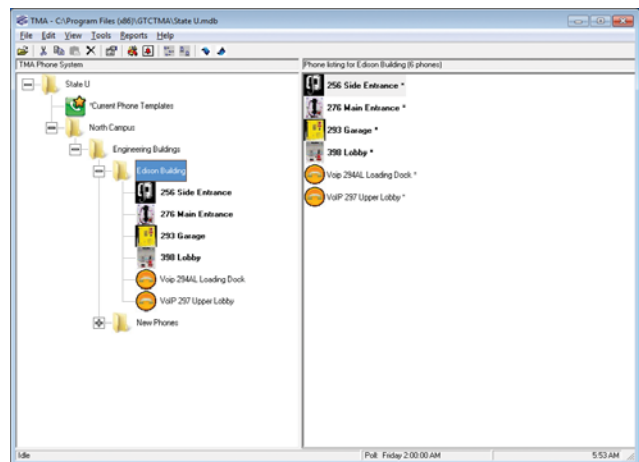 TMA - C:\Program Files (x86)\GTCTMA\State U.mdb
File Edit View Tools Reports Help
TMA Phone System
State U
*Current Phone Templates
North Campus
Engineering Buildings
Edison Building
256 Side Entrance
276 Main Entrance
293 Garage
398 Lobby
Voip 294AL Loading Dock
VoIP 297 Upper Lobby
New Phones
Phone listing for Edison Building (6 phones)
256 Side Entrance *
276 Main Entrance *
293 Garage *
398 Lobby *
Voip 294AL Loading Dock *
VoIP 297 Upper Lobby *
Idle
Poll: Friday 2:00:00 AM
5:53 AM